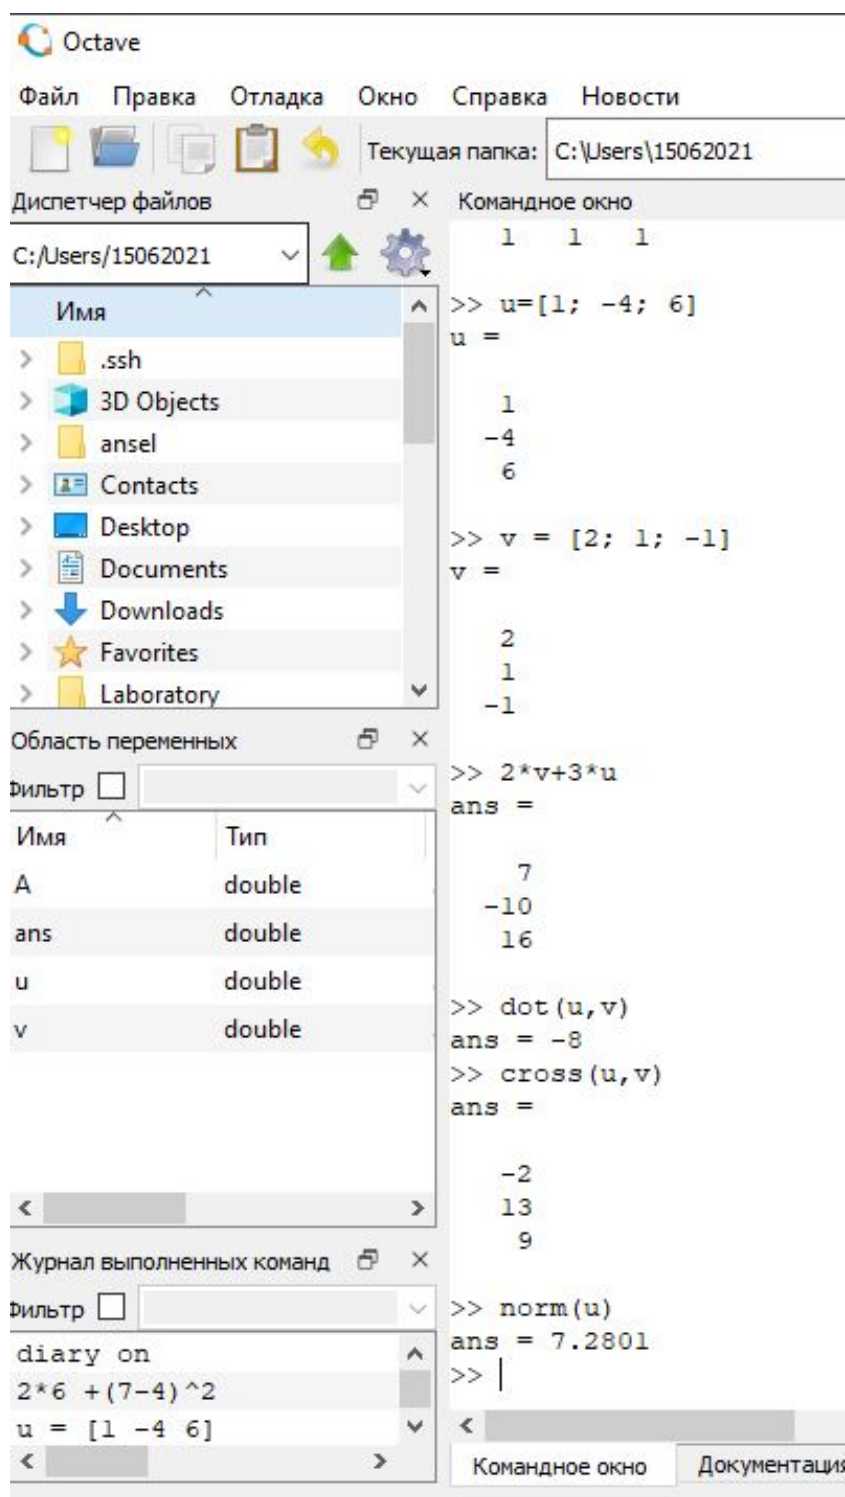 Octave
Файл Правка Отладка Окно Справка Новости
Текущая папка: C:\Users\15062021
Диспетчер файлов
C:/Users/15062021
Имя
.ssh
3D Objects
ansel
Contacts
Desktop
Documents
Downloads
Favorites
Laboratory
Область переменных
Фильтр
Имя Тип
A double
ans double
u double
v double
Журнал выполненных команд
Фильтр
diary on
2*6 +(7-4)^2
u = [1 -4 6]
Командное окно
1 1 1
>> u=[1; -4; 6]
u =
1
-4
6
>> v = [2; 1; -1]
v =
2
1
-1
>> 2*v+3*u
ans =
7
-10
16
>> dot(u,v)
ans = -8
>> cross(u,v)
ans =
-2
13
9
>> norm(u)
ans = 7.2801
>>
Командное окно Документация